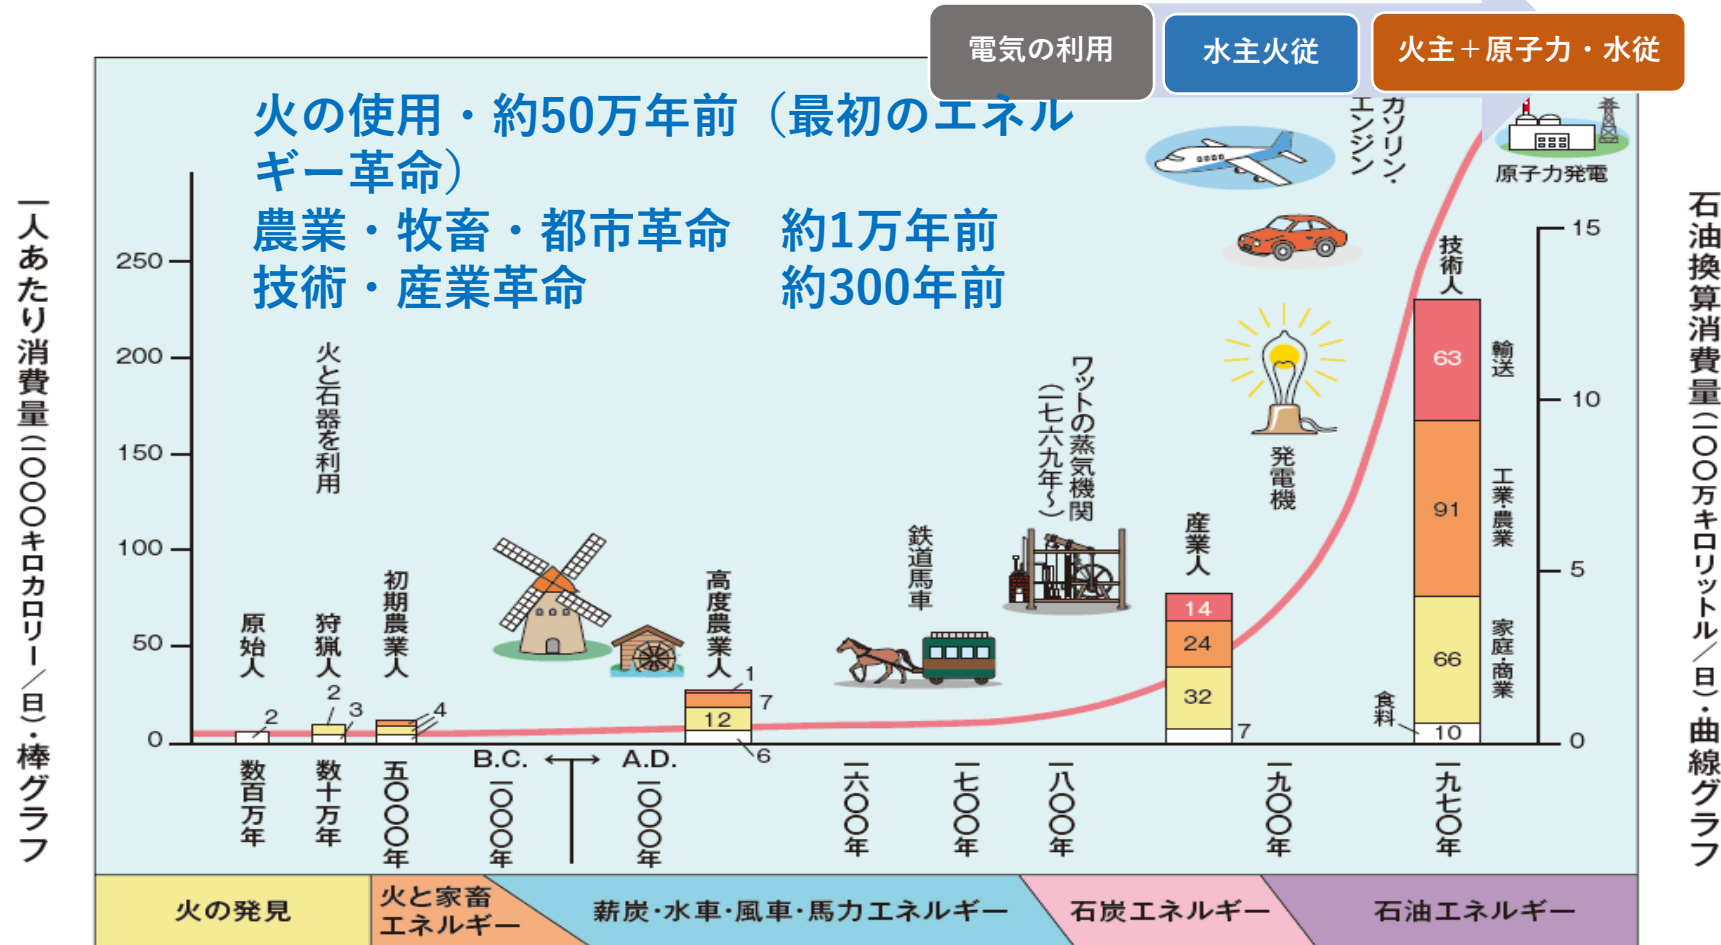 電気の利用
水主火従
火主＋原子力・水従
火の使用・約50万年前（最初のエネル
ギー革命）
農業・牧畜・都市革命　約1万年前
技術・産業革命　約300年前
一人あたり消費量(一〇〇〇キロカロリー／日)・棒グラフ
250
200
150
100
50
0
石油換算消費量(一〇〇万キロリットル／日)・曲線グラフ
15
10
5
0
原始人
2
狩猟人
2
3
火と石器を利用
初期農業人
4
高度農業人
1
7
12
6
鉄道馬車
ワットの蒸気機関
(一七六九年〜)
産業人
14
24
32
7
発電機
ガソリン・
エンジン
原子力発電
技術人
63
91
66
10
輸送
工業・農業
家庭・商業
食料
数百万年
数十万年
五〇〇〇年
B.C.
A.D.
一〇〇〇年
一〇〇〇年
一六〇〇年
一七〇〇年
一八〇〇年
一九〇〇年
一九七〇年
火の発見
火と家畜
エネルギー
薪炭・水車・風車・馬力エネルギー
石炭エネルギー
石油エネルギー